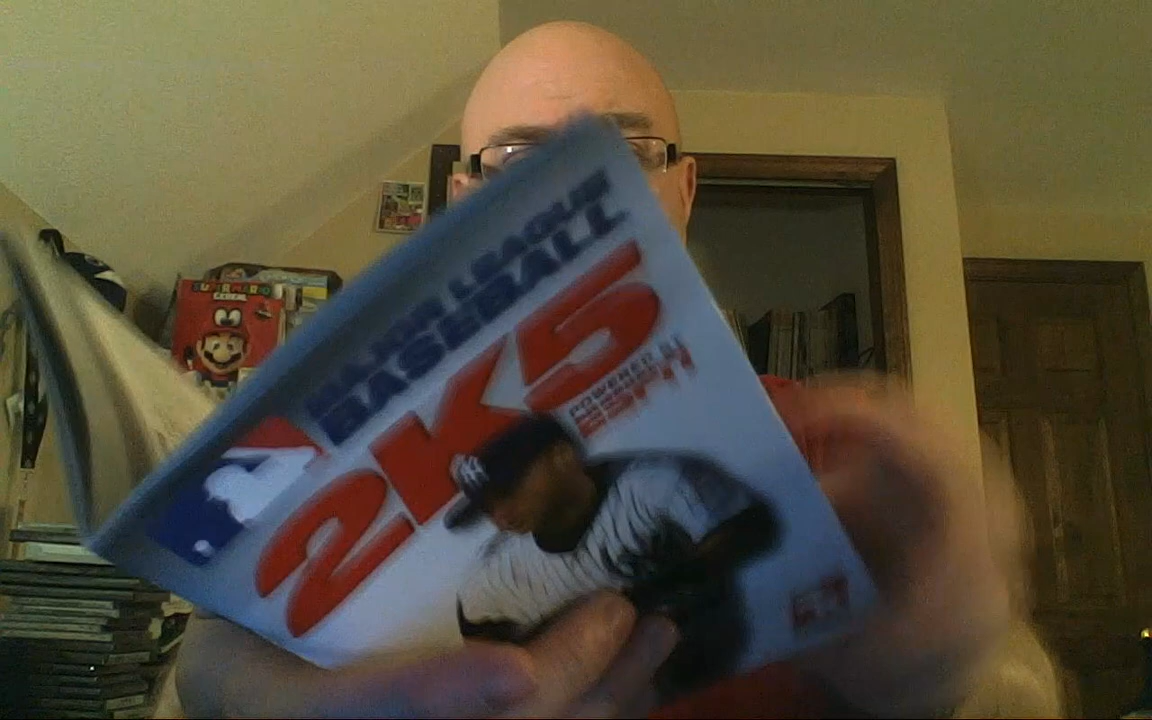 MAJOR LEAGUE
BASEBALL
2K5
POWERED BY
ESPN
SUPER MARIO
CEREAL